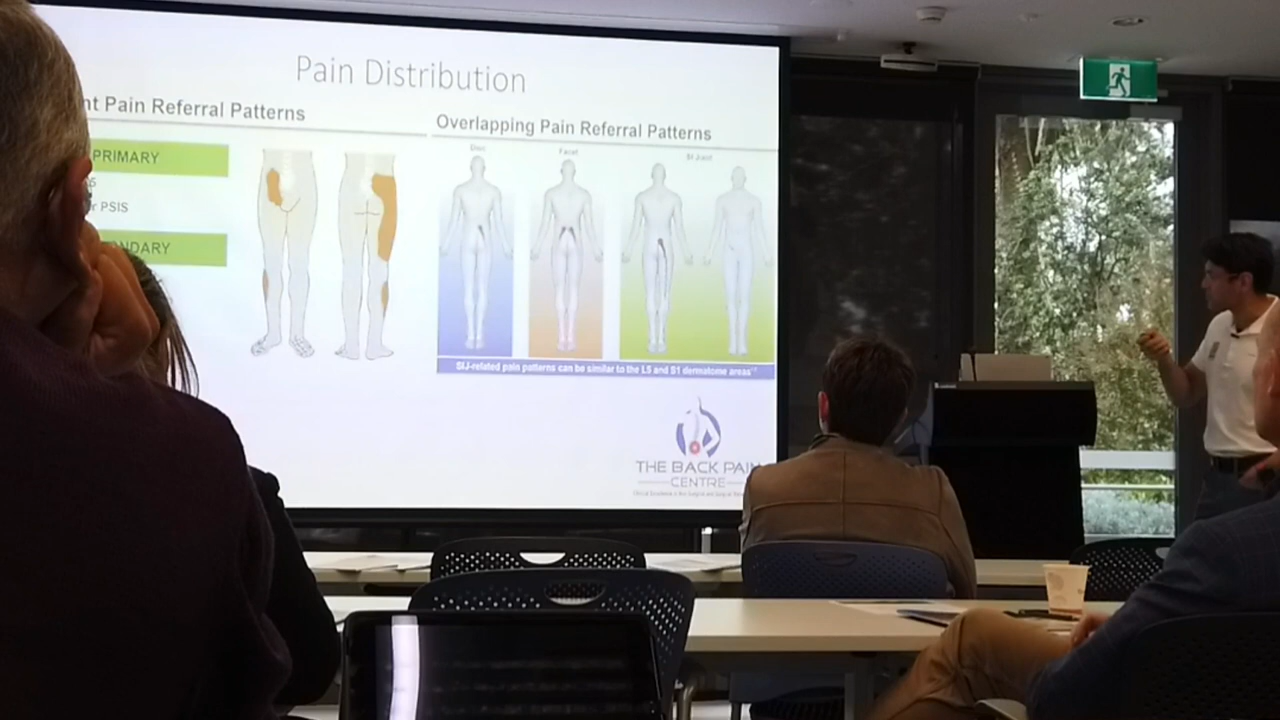 Pain Distribution
nt Pain Referral Patterns
Overlapping Pain Referral Patterns
PRIMARY
r PSIS
NDARY
Disc
Facet
SI Joint
SIJ-related pain patterns can be similar to the L5 and S1 dermatome areas
THE BACK PAIN
CENTRE